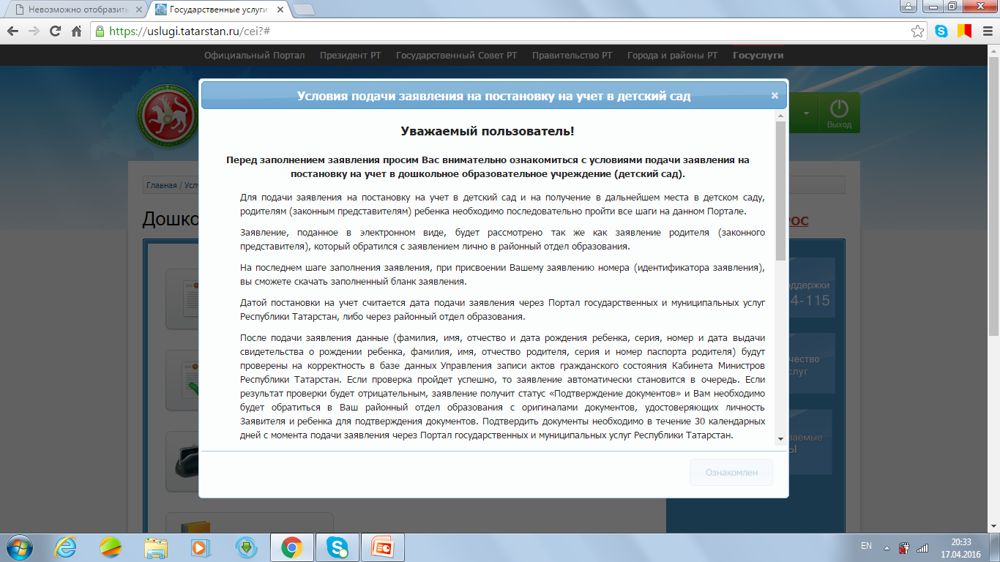 Невозможно отобразить
Государственные услуги
https://uslugi.tatarstan.ru/cei?#
Официальный Портал Президент РТ Государственный Совет РТ Правительство РТ Города и районы РТ Госуслуги
Условия подачи заявления на постановку на учет в детский сад
Выход
Уважаемый пользователь!
Перед заполнением заявления просим Вас внимательно ознакомиться с условиями подачи заявления на
постановку на учет в дошкольное образовательное учреждение (детский сад).
Главная / Услу
Для подачи заявления на постановку на учет в детский сад и на получение в дальнейшем места в детском саду,
родителям (законным представителям) ребенка необходимо последовательно пройти все шаги на данном Портале.
Дошко
РОС
Заявление, поданное в электронном виде, будет рассмотрено так же как заявление родителя (законного
представителя), который обратился с заявлением лично в районный отдел образования.
На последнем шаге заполнения заявления, при присвоении Вашему заявлению номера (идентификатора заявления),
вы сможете скачать заполненный бланк заявления.
ддержки
4-115
Датой постановки на учет считается дата подачи заявления через Портал государственных и муниципальных услуг
Республики Татарстан, либо через районный отдел образования.
После подачи заявления данные (фамилия, имя, отчество и дата рождения ребенка, серия, номер и дата выдачи
свидетельства о рождении ребенка, фамилия, имя, отчество родителя, серия и номер паспорта родителя) будут
проверены на корректность в базе данных Управления записи актов гражданского состояния Кабинета Министров
Республики Татарстан. Если проверка пройдет успешно, то заявление автоматически становится в очередь. Если
результат проверки будет отрицательным, заявление получит статус «Подтверждение документов» и Вам необходимо
будет обратиться в Ваш районный отдел образования с оригиналами документов, удостоверяющих личность
Заявителя и ребенка для подтверждения документов. Подтвердить документы необходимо в течение 30 календарных
дней с момента подачи заявления через Портал государственных и муниципальных услуг Республики Татарстан.
чество
слуг
ваемые
Ы
Ознакомлен
EN
20:33
17.04.2016